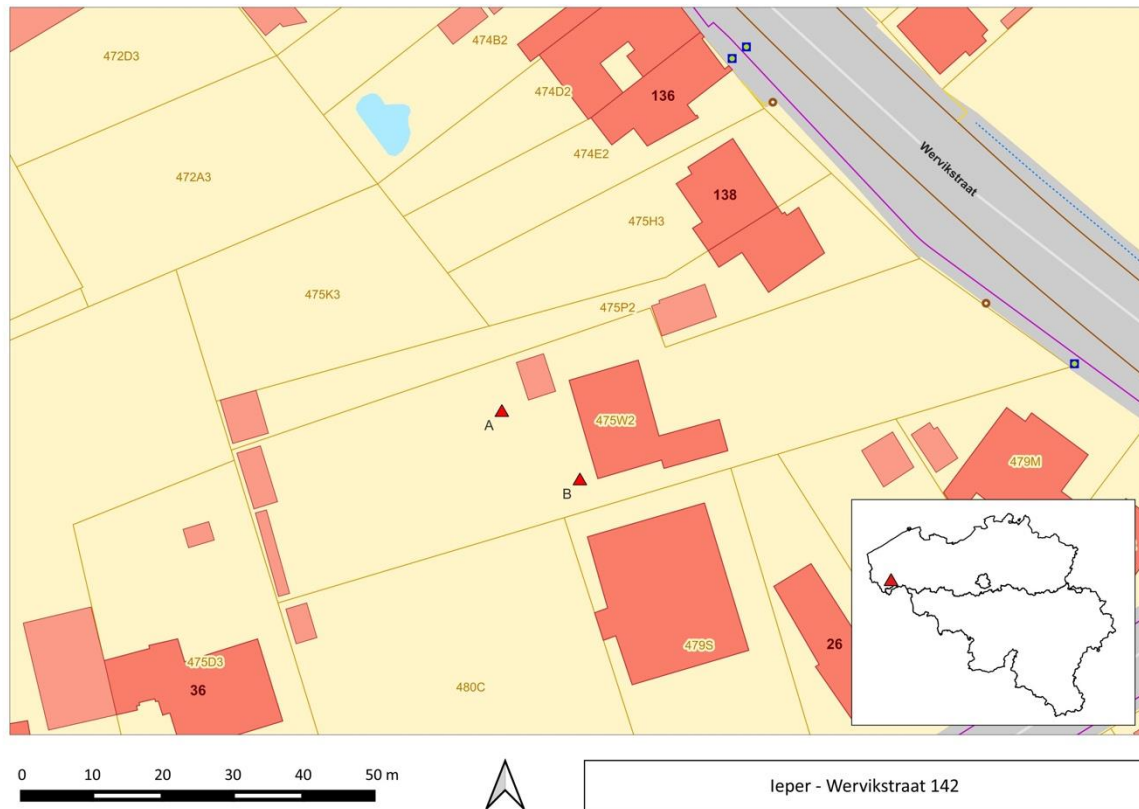 474B2
472D3
474D2
136
474E2
Wervikstraat
472A3
138
475H3
475K3
475P2
A
475W2
479M
B
475D3
36
480C
479S
26
0 10 20 30 40 50 m
Ieper - Wervikstraat 142